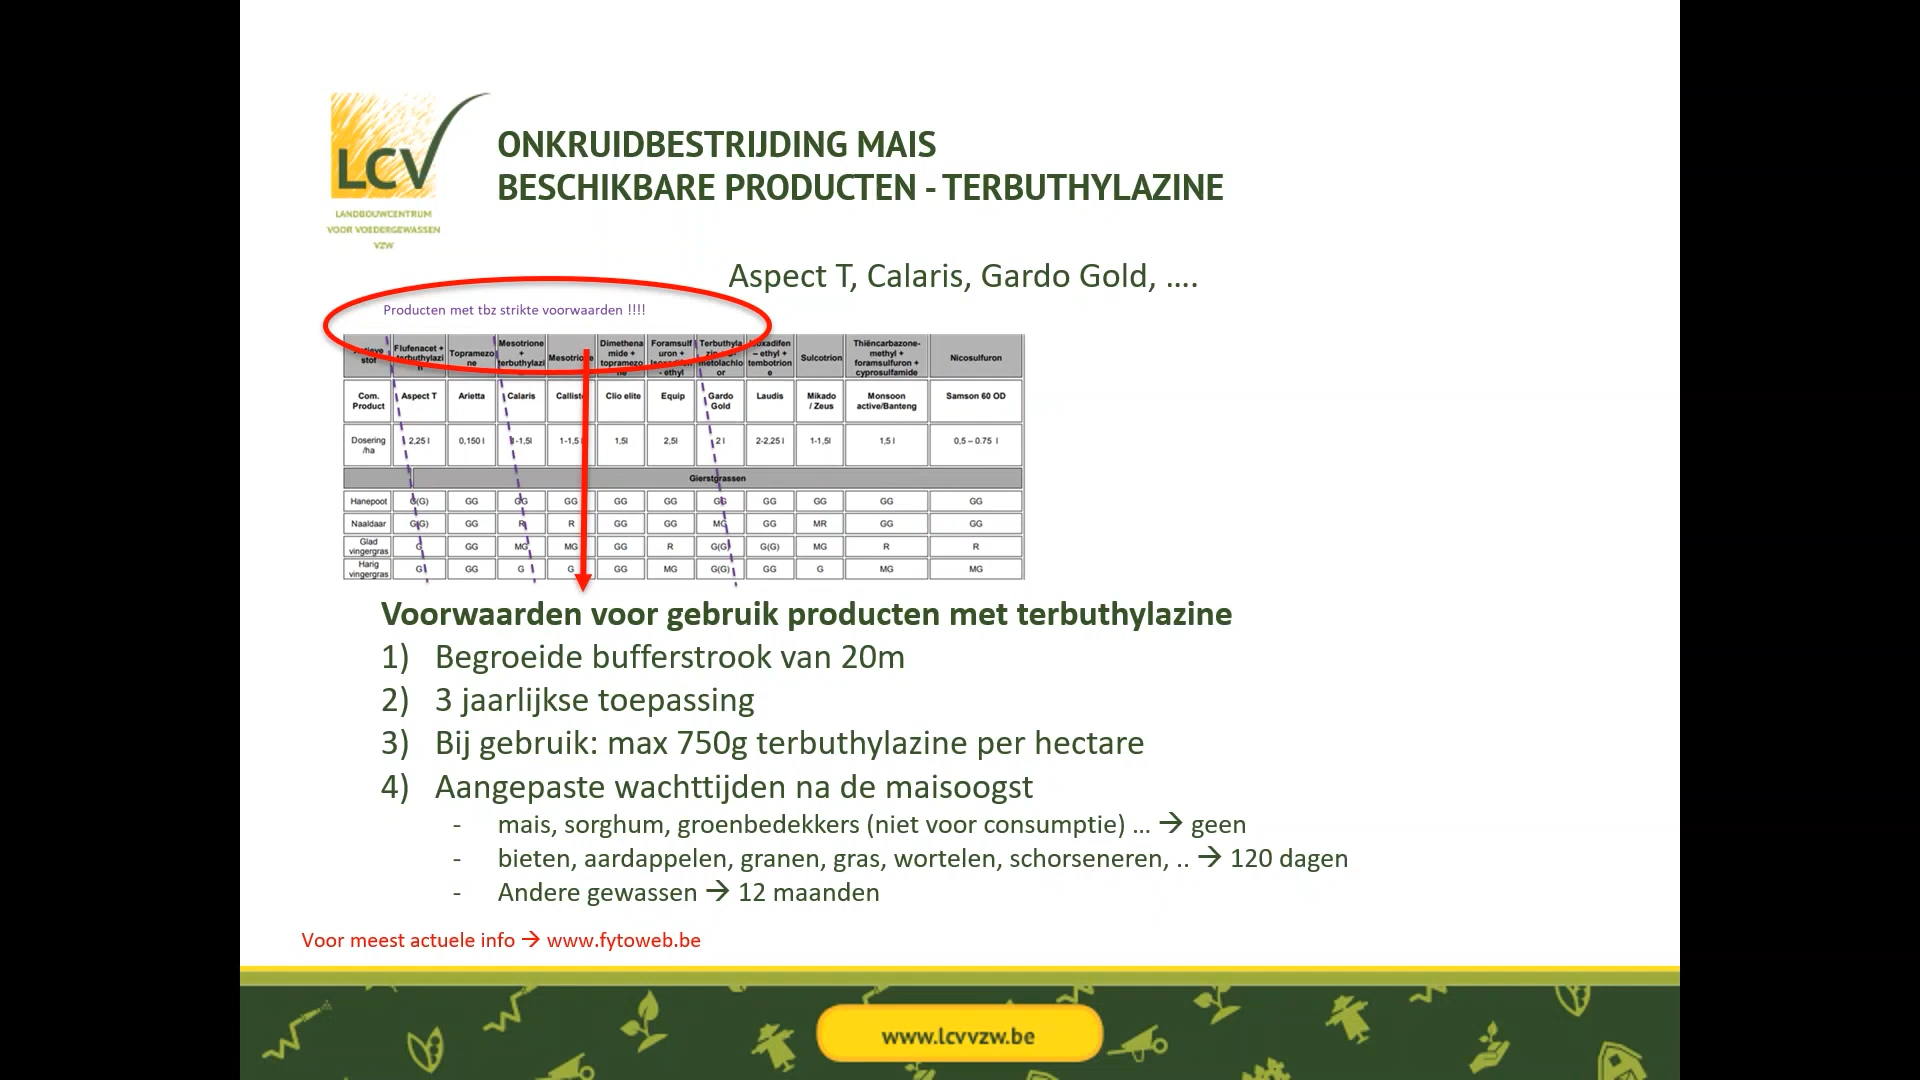 LCV
LANDBOUWCENTRUM
VOOR VOEDERGEWASSEN
VZW
ONKRUIDBESTRIJDING MAIS
BESCHIKBARE PRODUCTEN - TERBUTHYLAZINE
Aspect T, Calaris, Gardo Gold, ....
Producten met tbz strikte voorwaarden !!!!
stof Flufenacet + Topramezo ne Mesotrione + terbuthylazi Dimethena mide + topramezo Foramsulf uron + - ethyl Terbuthyla metolachlo or – ethyl + tembotrion e Sulcotrion Thiëncarbazone- methyl + foramsulfuron + cyprosulfamide Nicosulfuron
Com. Product Aspect T Arietta Calaris Callisto Clio elite Equip Gardo Gold Laudis Mikado / Zeus Monsoon active/Banteng Samson 60 OD
Dosering /ha 2,25 l 0,150 l 1-1,5l 1-1,5 1,5l 2,5l 2 l 2-2,25 l 1-1,5l 1,5 l 0,5 – 0.75 l
Gierstgrassen
Hanepoot G(G) GG GG GG GG GG GG GG GG GG GG
Naaldaar G(G) GG R R GG GG MG GG MR GG GG
Glad vingergras G GG MG MG GG R G(G) G(G) MG R R
Harig vingergras G GG G G GG MG G(G) GG G MG MG
Voorwaarden voor gebruik producten met terbuthylazine
1) Begroeide bufferstrook van 20m
2) 3 jaarlijkse toepassing
3) Bij gebruik: max 750g terbuthylazine per hectare
4) Aangepaste wachttijden na de maisoogst
- mais, sorghum, groenbedekkers (niet voor consumptie) ... → geen
- bieten, aardappelen, granen, gras, wortelen, schorseneren, .. → 120 dagen
- Andere gewassen → 12 maanden
Voor meest actuele info → www.fytoweb.be
www.lcvvzw.be